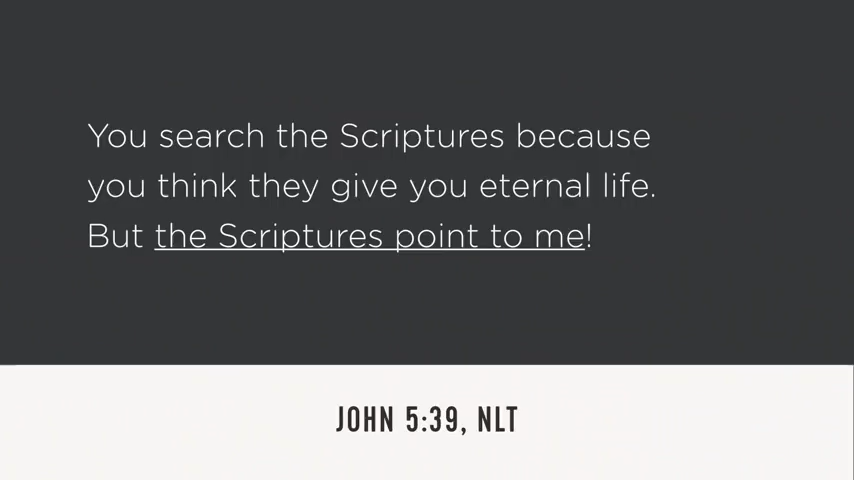 You search the Scriptures because
you think they give you eternal life.
But the Scriptures point to me!
JOHN 5:39, NLT